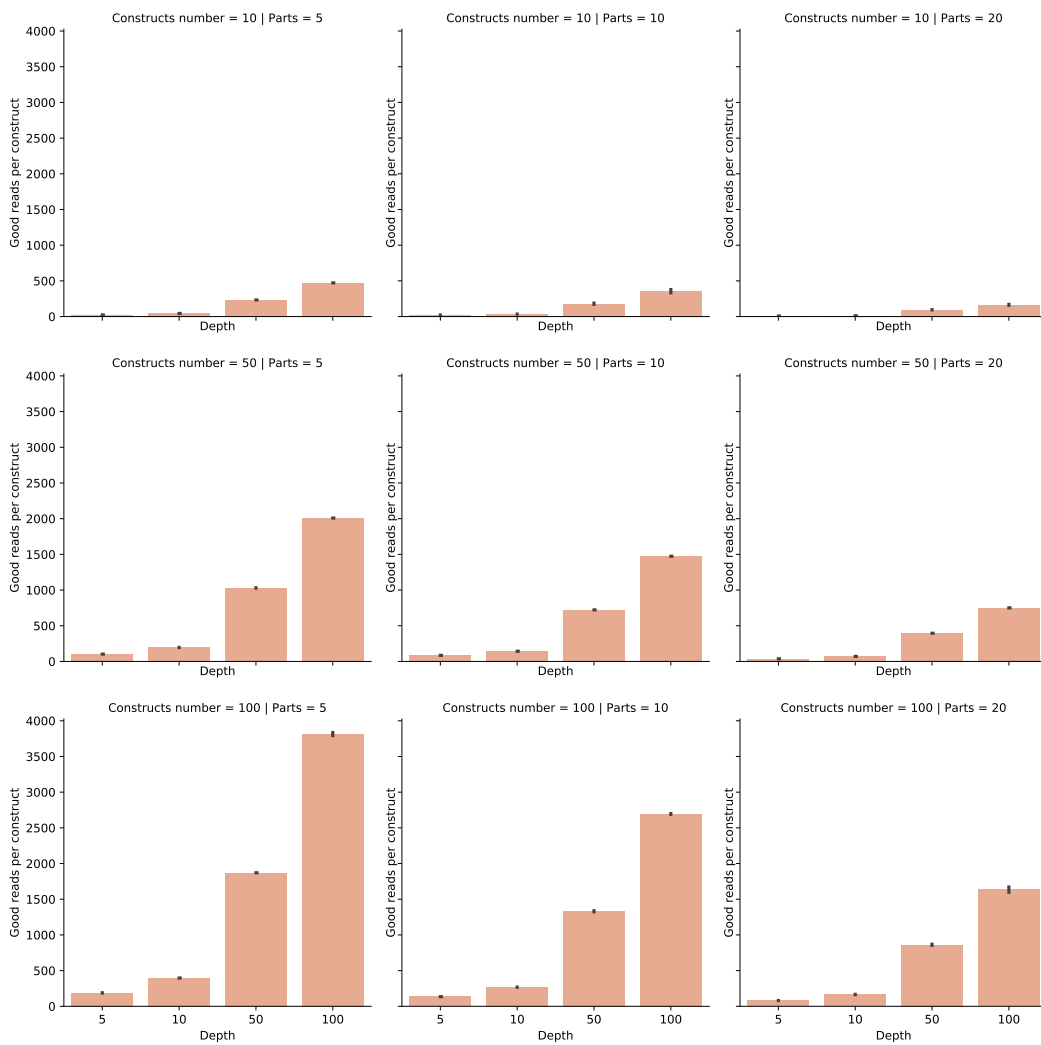 Constructs number = 10 | Parts = 5
Constructs number = 10 | Parts = 10
Constructs number = 10 | Parts = 20
4000
3500
3000
2500
2000
1500
1000
500
0
Good reads per construct
Good reads per construct
Good reads per construct
Depth
Depth
Depth
Constructs number = 50 | Parts = 5
Constructs number = 50 | Parts = 10
Constructs number = 50 | Parts = 20
4000
3500
3000
2500
2000
1500
1000
500
0
Good reads per construct
Good reads per construct
Good reads per construct
Depth
Depth
Depth
Constructs number = 100 | Parts = 5
Constructs number = 100 | Parts = 10
Constructs number = 100 | Parts = 20
4000
3500
3000
2500
2000
1500
1000
500
0
Good reads per construct
Good reads per construct
Good reads per construct
5 10 50 100
5 10 50 100
5 10 50 100
Depth
Depth
Depth